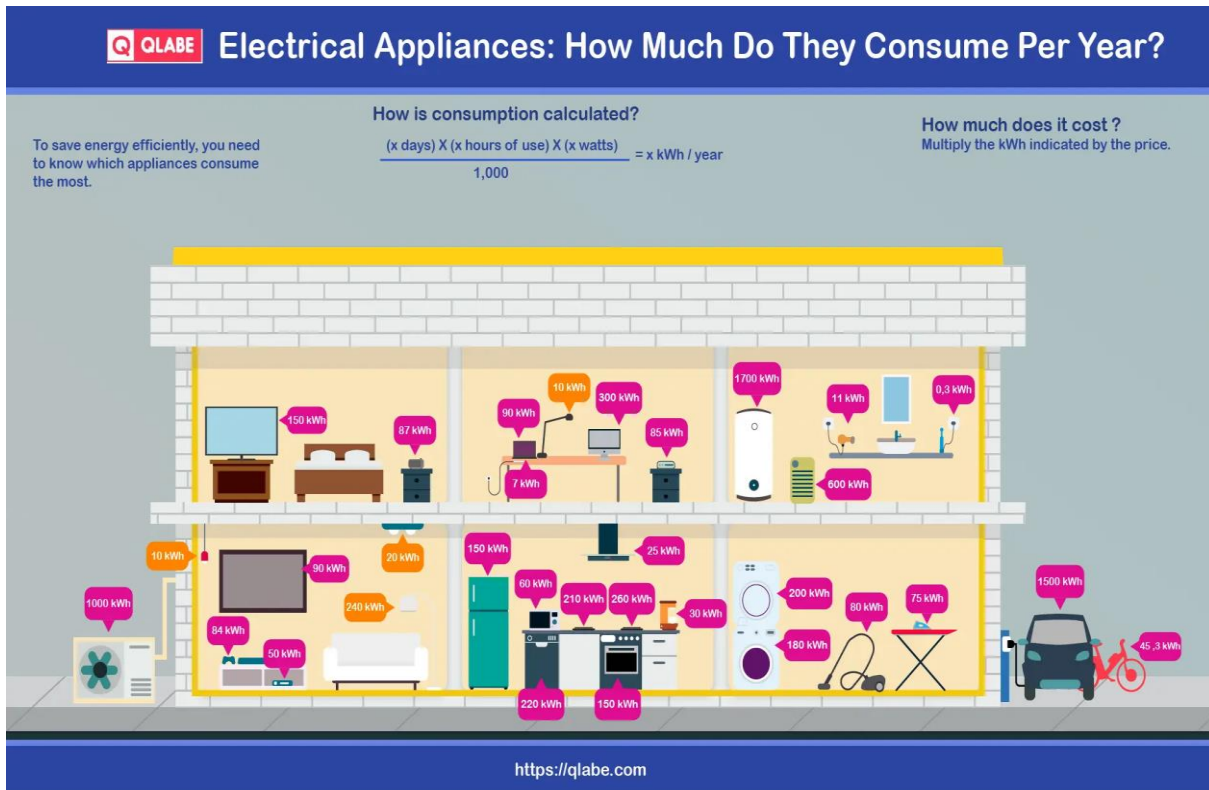 Q QLABE Electrical Appliances: How Much Do They Consume Per Year?
How is consumption calculated?
To save energy efficiently, you need
to know which appliances consume
the most.
(x days) X (x hours of use) X (x watts)
1,000
= x kWh / year
How much does it cost ?
Multiply the kWh indicated by the price.
150 kWh
87 kWh
90 kWh
10 kWh
300 kWh
7 kWh
85 kWh
1700 kWh
11 kWh
0,3 kWh
600 kWh
10 kWh
1000 kWh
90 kWh
20 kWh
240 kWh
84 kWh
50 kWh
150 kWh
60 kWh
210 kWh
260 kWh
25 kWh
30 kWh
220 kWh
150 kWh
200 kWh
180 kWh
80 kWh
75 kWh
1500 kWh
45 ,3 kWh
https://qlabe.com